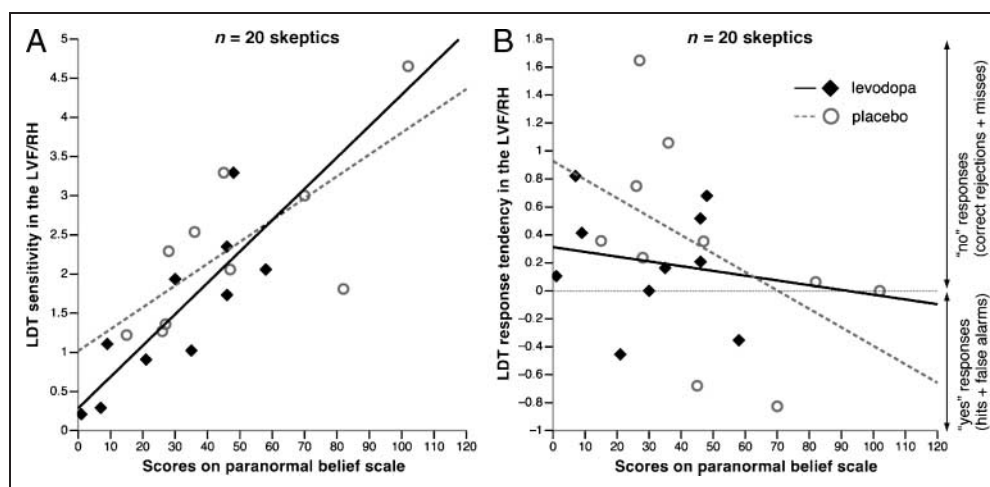 A
n = 20 skeptics
LDT sensitivity in the LVF/RH
5
4.5
4
3.5
3
2.5
2
1.5
1
0.5
0
0 10 20 30 40 50 60 70 80 90 100 110 120
Scores on paranormal belief scale
B
n = 20 skeptics
LDT response tendency in the LVF/RH
1.8
1.6
1.4
1.2
1
0.8
0.6
0.4
0.2
0
−0.2
−0.4
−0.6
−0.8
−1
0 10 20 30 40 50 60 70 80 90 100 110 120
Scores on paranormal belief scale
levodopa
placebo
"no" responses
(correct rejections + misses)
"yes" responses
(hits + false alarms)